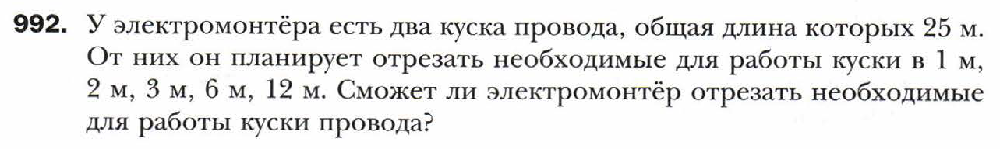 992. У электромонтёра есть два куска провода, общая длина которых 25 м.
От них он планирует отрезать необходимые для работы куски в 1 м,
2 м, 3 м, 6 м, 12 м. Сможет ли электромонтёр отрезать необходимые
для работы куски провода?